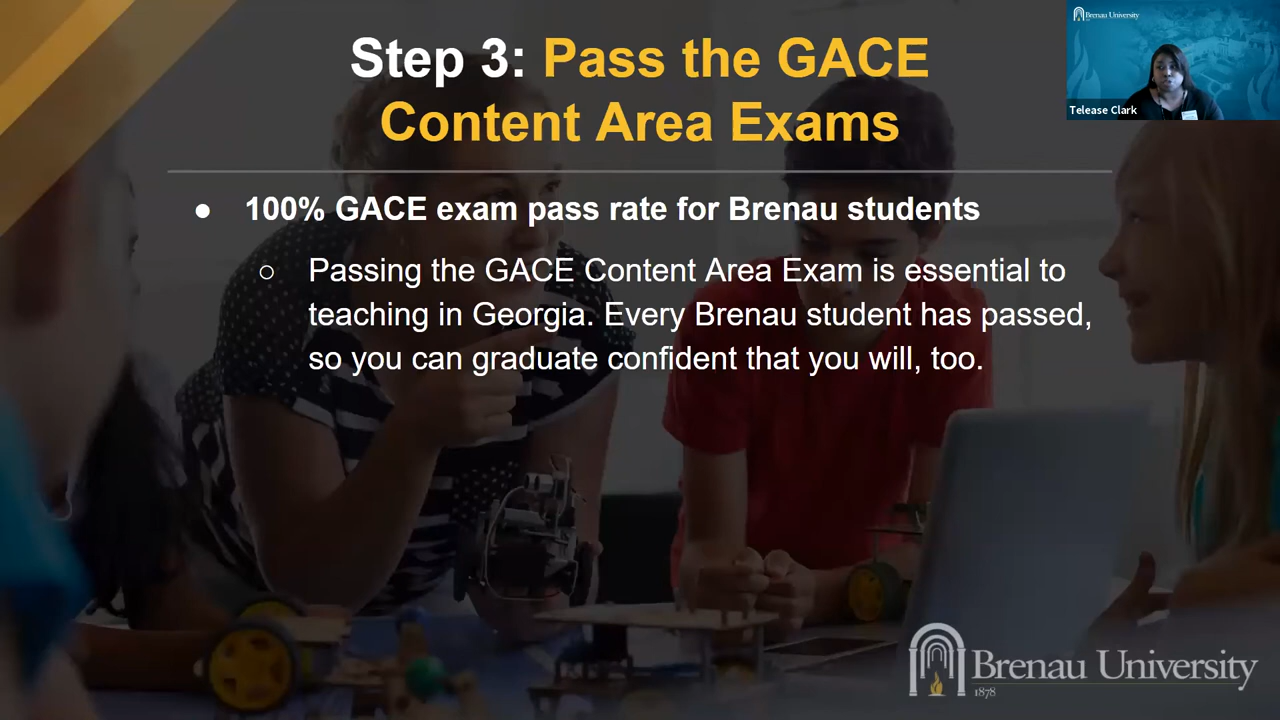 Step 3: Pass the GACE
Content Area Exams
Brenau University
Telease Clark
● 100% GACE exam pass rate for Brenau students
○ Passing the GACE Content Area Exam is essential to
teaching in Georgia. Every Brenau student has passed,
so you can graduate confident that you will, too.
Brenau University
1878